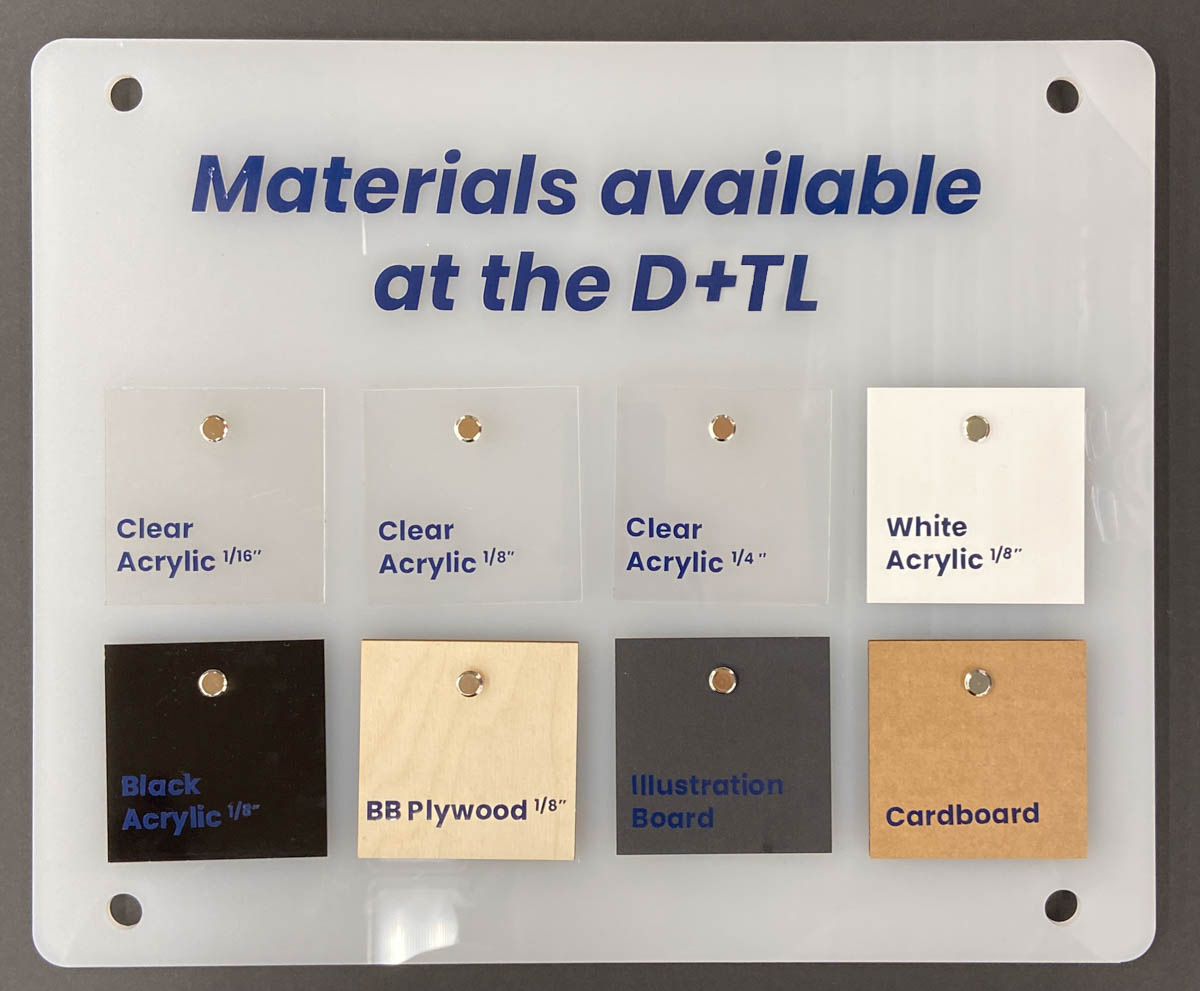 Materials available
at the D+TL
Clear
Acrylic 1/16"
Clear
Acrylic 1/8"
Clear
Acrylic 1/4 "
White
Acrylic 1/8"
Black
Acrylic 1/8"
BB Plywood 1/8"
Illustration
Board
Cardboard